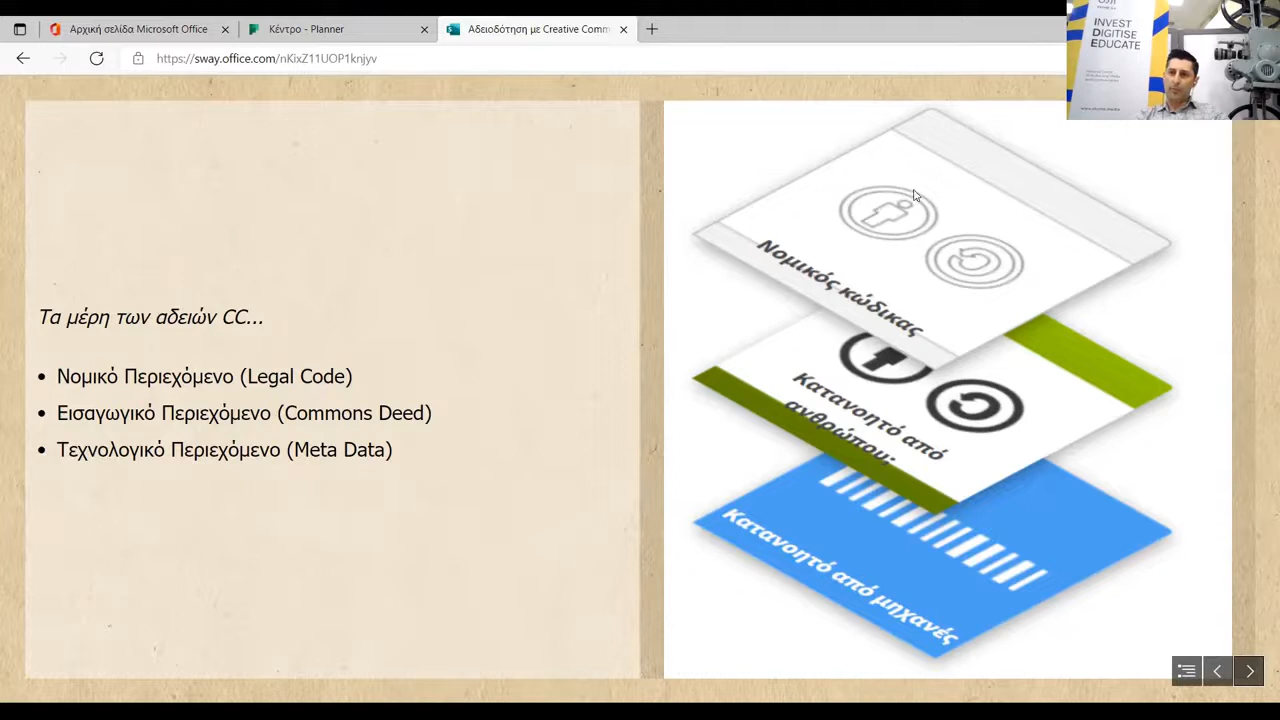 Αρχική σελίδα Microsoft Office
Κέντρο - Planner
Αδειοδότηση με Creative Comm
https://sway.office.com/nKixZ11UOP1knjyv
INVEST
DIGITISE
EDUCATE
Τα μέρη των αδειών CC...
• Νομικό Περιεχόμενο (Legal Code)
• Εισαγωγικό Περιεχόμενο (Commons Deed)
• Τεχνολογικό Περιεχόμενο (Meta Data)
Νομικός κώδικας
Κατανοητό από
ανθρώπου;
Κατανοητό από μηχανές